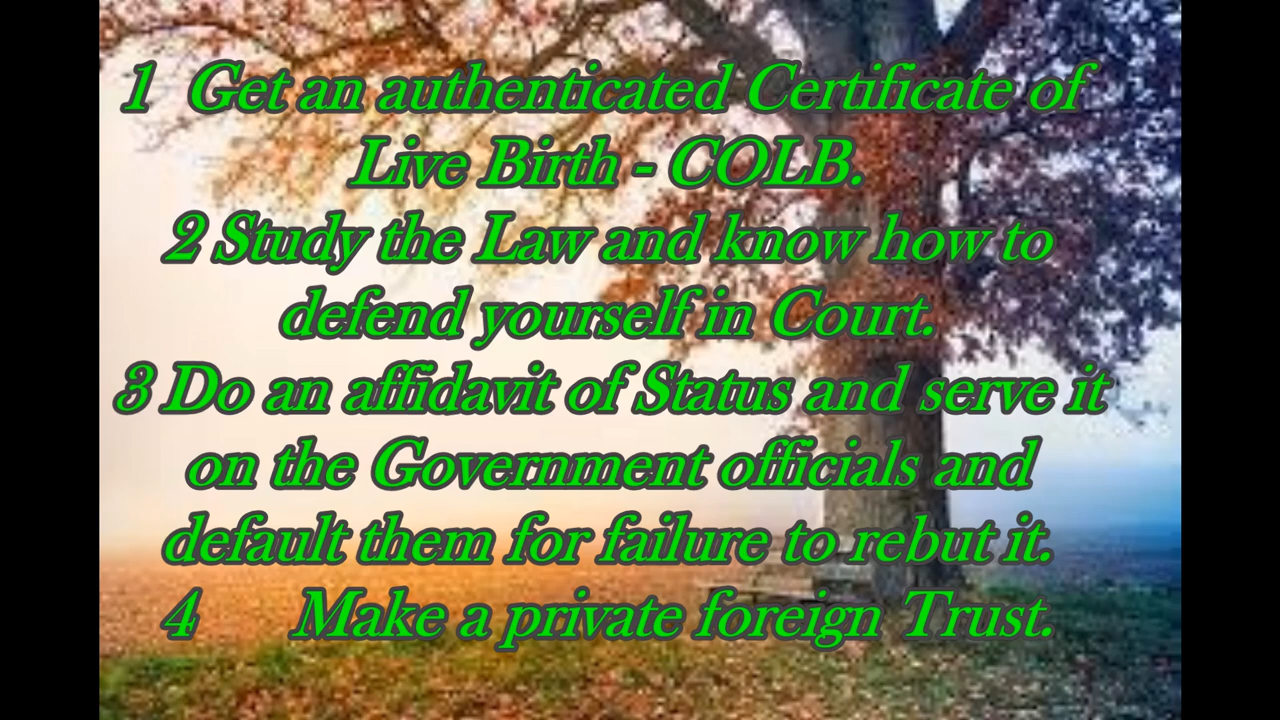 1 Get an authenticated Certificate of
Live Birth - COLB.
2 Study the Law and know how to
defend yourself in Court.
3 Do an affidavit of Status and serve it
on the Government officials and
default them for failure to rebut it.
4 Make a private foreign Trust.